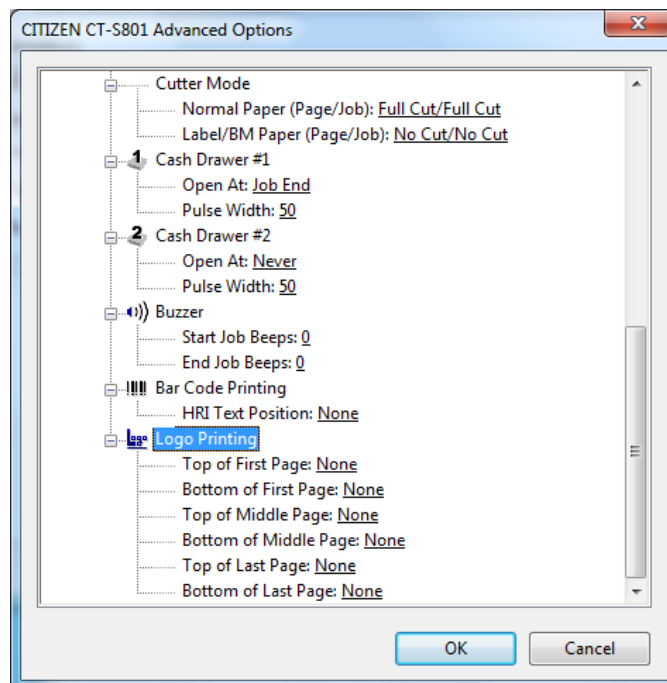 CITIZEN CT-S801 Advanced Options
Cutter Mode
Normal Paper (Page/Job): Full Cut/Full Cut
Label/BM Paper (Page/Job): No Cut/No Cut
1 Cash Drawer #1
Open At: Job End
Pulse Width: 50
2 Cash Drawer #2
Open At: Never
Pulse Width: 50
Buzzer
Start Job Beeps: 0
End Job Beeps: 0
Bar Code Printing
HRI Text Position: None
logo Logo Printing
Top of First Page: None
Bottom of First Page: None
Top of Middle Page: None
Bottom of Middle Page: None
Top of Last Page: None
Bottom of Last Page: None
OK Cancel